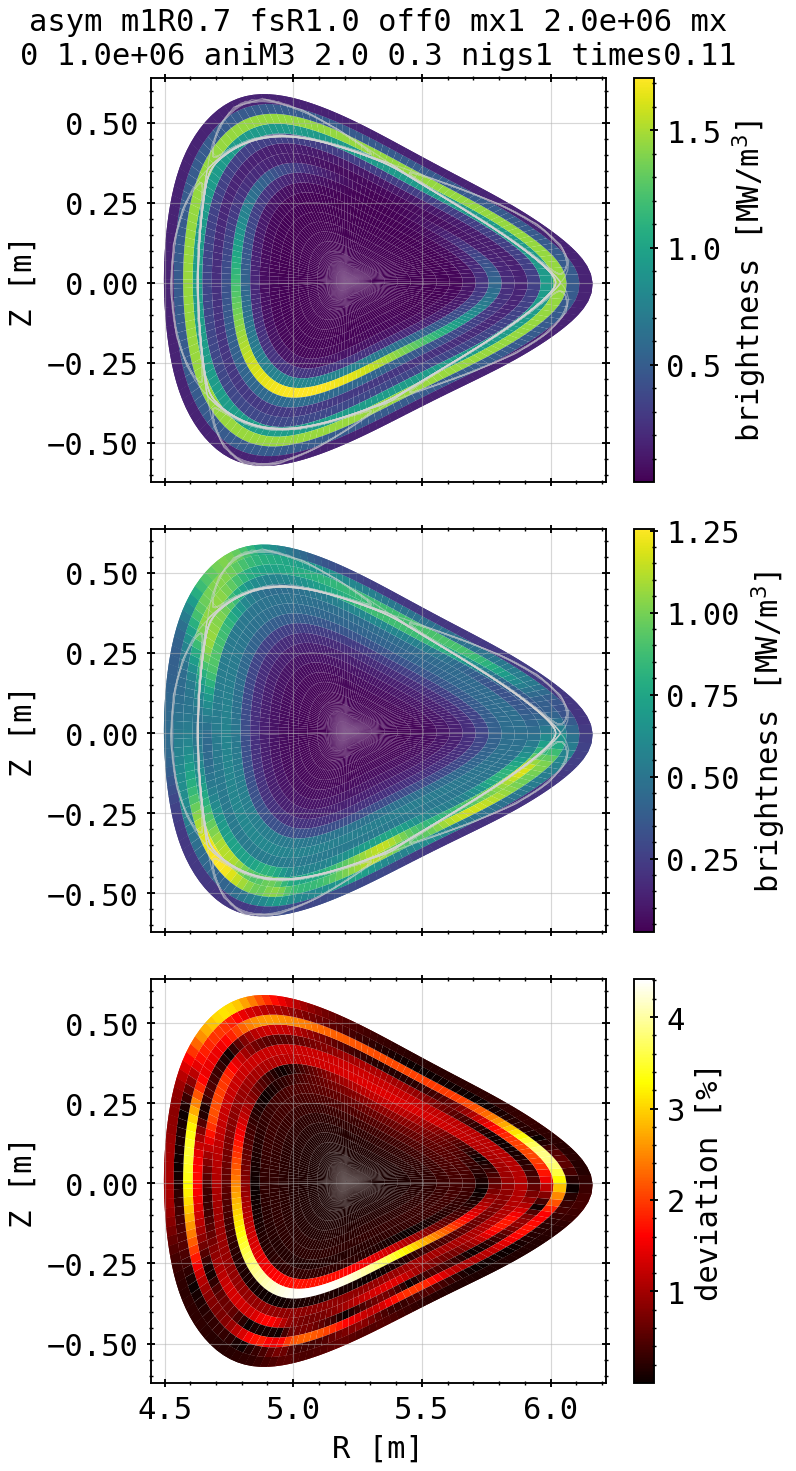 asym m1R0.7 fsR1.0 off0 mx1 2.0e+06 mx
0 1.0e+06 aniM3 2.0 0.3 nigs1 times0.11
0.50
0.25
0.00
−0.25
−0.50
Z [m]
1.5
1.0
0.5
brightness [MW/m³]
0.50
0.25
0.00
−0.25
−0.50
Z [m]
1.25
1.00
0.75
0.50
0.25
brightness [MW/m³]
0.50
0.25
0.00
−0.25
−0.50
Z [m]
4
3
2
1
deviation [%]
4.5 5.0 5.5 6.0
R [m]